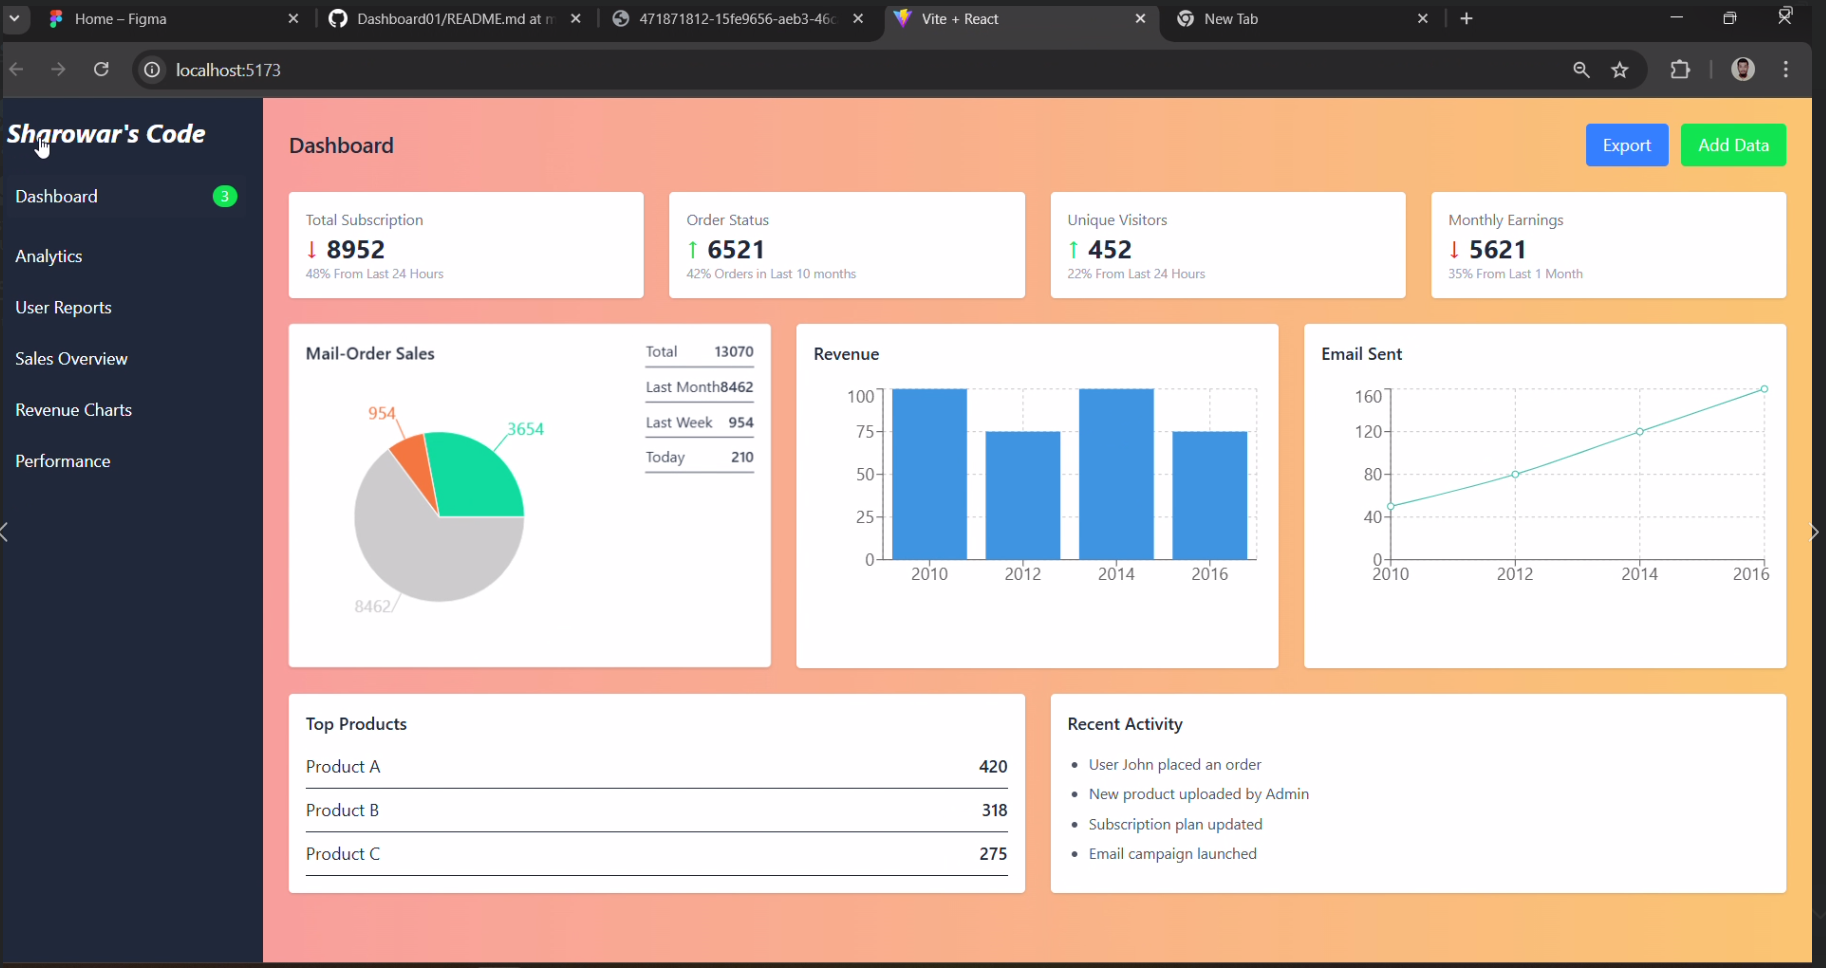 Home – Figma
Dashboard01/README.md at
471871812-15fe9656-aeb3-46
Vite + React
New Tab
localhost:5173
Sharowar's Code
Dashboard 3
Analytics
User Reports
Sales Overview
Revenue Charts
Performance
Dashboard
Export
Add Data
Total Subscription
↓ 8952
48% From Last 24 Hours
Order Status
↑ 6521
42% Orders in Last 10 months
Unique Visitors
↑ 452
22% From Last 24 Hours
Monthly Earnings
↓ 5621
35% From Last 1 Month
Mail-Order Sales
Total 13070
Last Month 8462
Last Week 954
Today 210
954
3654
8462
Revenue
100
75
50
25
0
2010 2012 2014 2016
Email Sent
160
120
80
40
0
2010 2012 2014 2016
Top Products
Product A 420
Product B 318
Product C 275
Recent Activity
• User John placed an order
• New product uploaded by Admin
• Subscription plan updated
• Email campaign launched